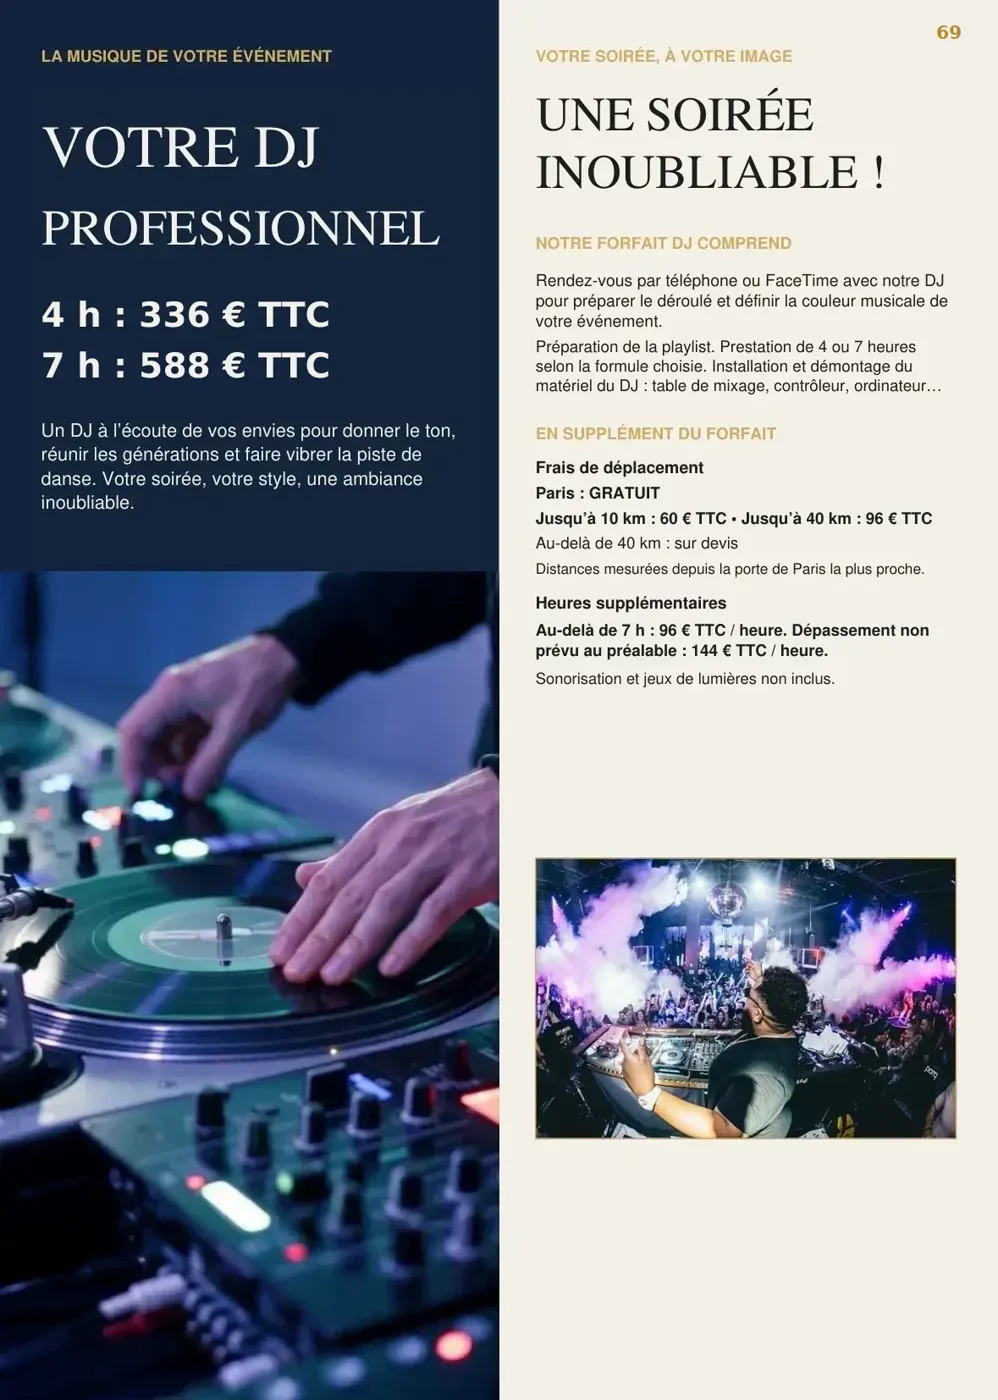 LA MUSIQUE DE VOTRE ÉVÉNEMENT
VOTRE DJ
PROFESSIONNEL
4 h : 336 € TTC
7 h : 588 € TTC
Un DJ à l’écoute de vos envies pour donner le ton,
réunir les générations et faire vibrer la piste de
danse. Votre soirée, votre style, une ambiance
inoubliable.
69
VOTRE SOIRÉE, À VOTRE IMAGE
UNE SOIRÉE
INOUBLIABLE !
NOTRE FORFAIT DJ COMPREND
Rendez-vous par téléphone ou FaceTime avec notre DJ
pour préparer le déroulé et définir la couleur musicale de
votre événement.
Préparation de la playlist. Prestation de 4 ou 7 heures
selon la formule choisie. Installation et démontage du
matériel du DJ : table de mixage, contrôleur, ordinateur…
EN SUPPLÉMENT DU FORFAIT
Frais de déplacement
Paris : GRATUIT
Jusqu’à 10 km : 60 € TTC • Jusqu’à 40 km : 96 € TTC
Au-delà de 40 km : sur devis
Distances mesurées depuis la porte de Paris la plus proche.
Heures supplémentaires
Au-delà de 7 h : 96 € TTC / heure. Dépassement non
prévu au préalable : 144 € TTC / heure.
Sonorisation et jeux de lumières non inclus.